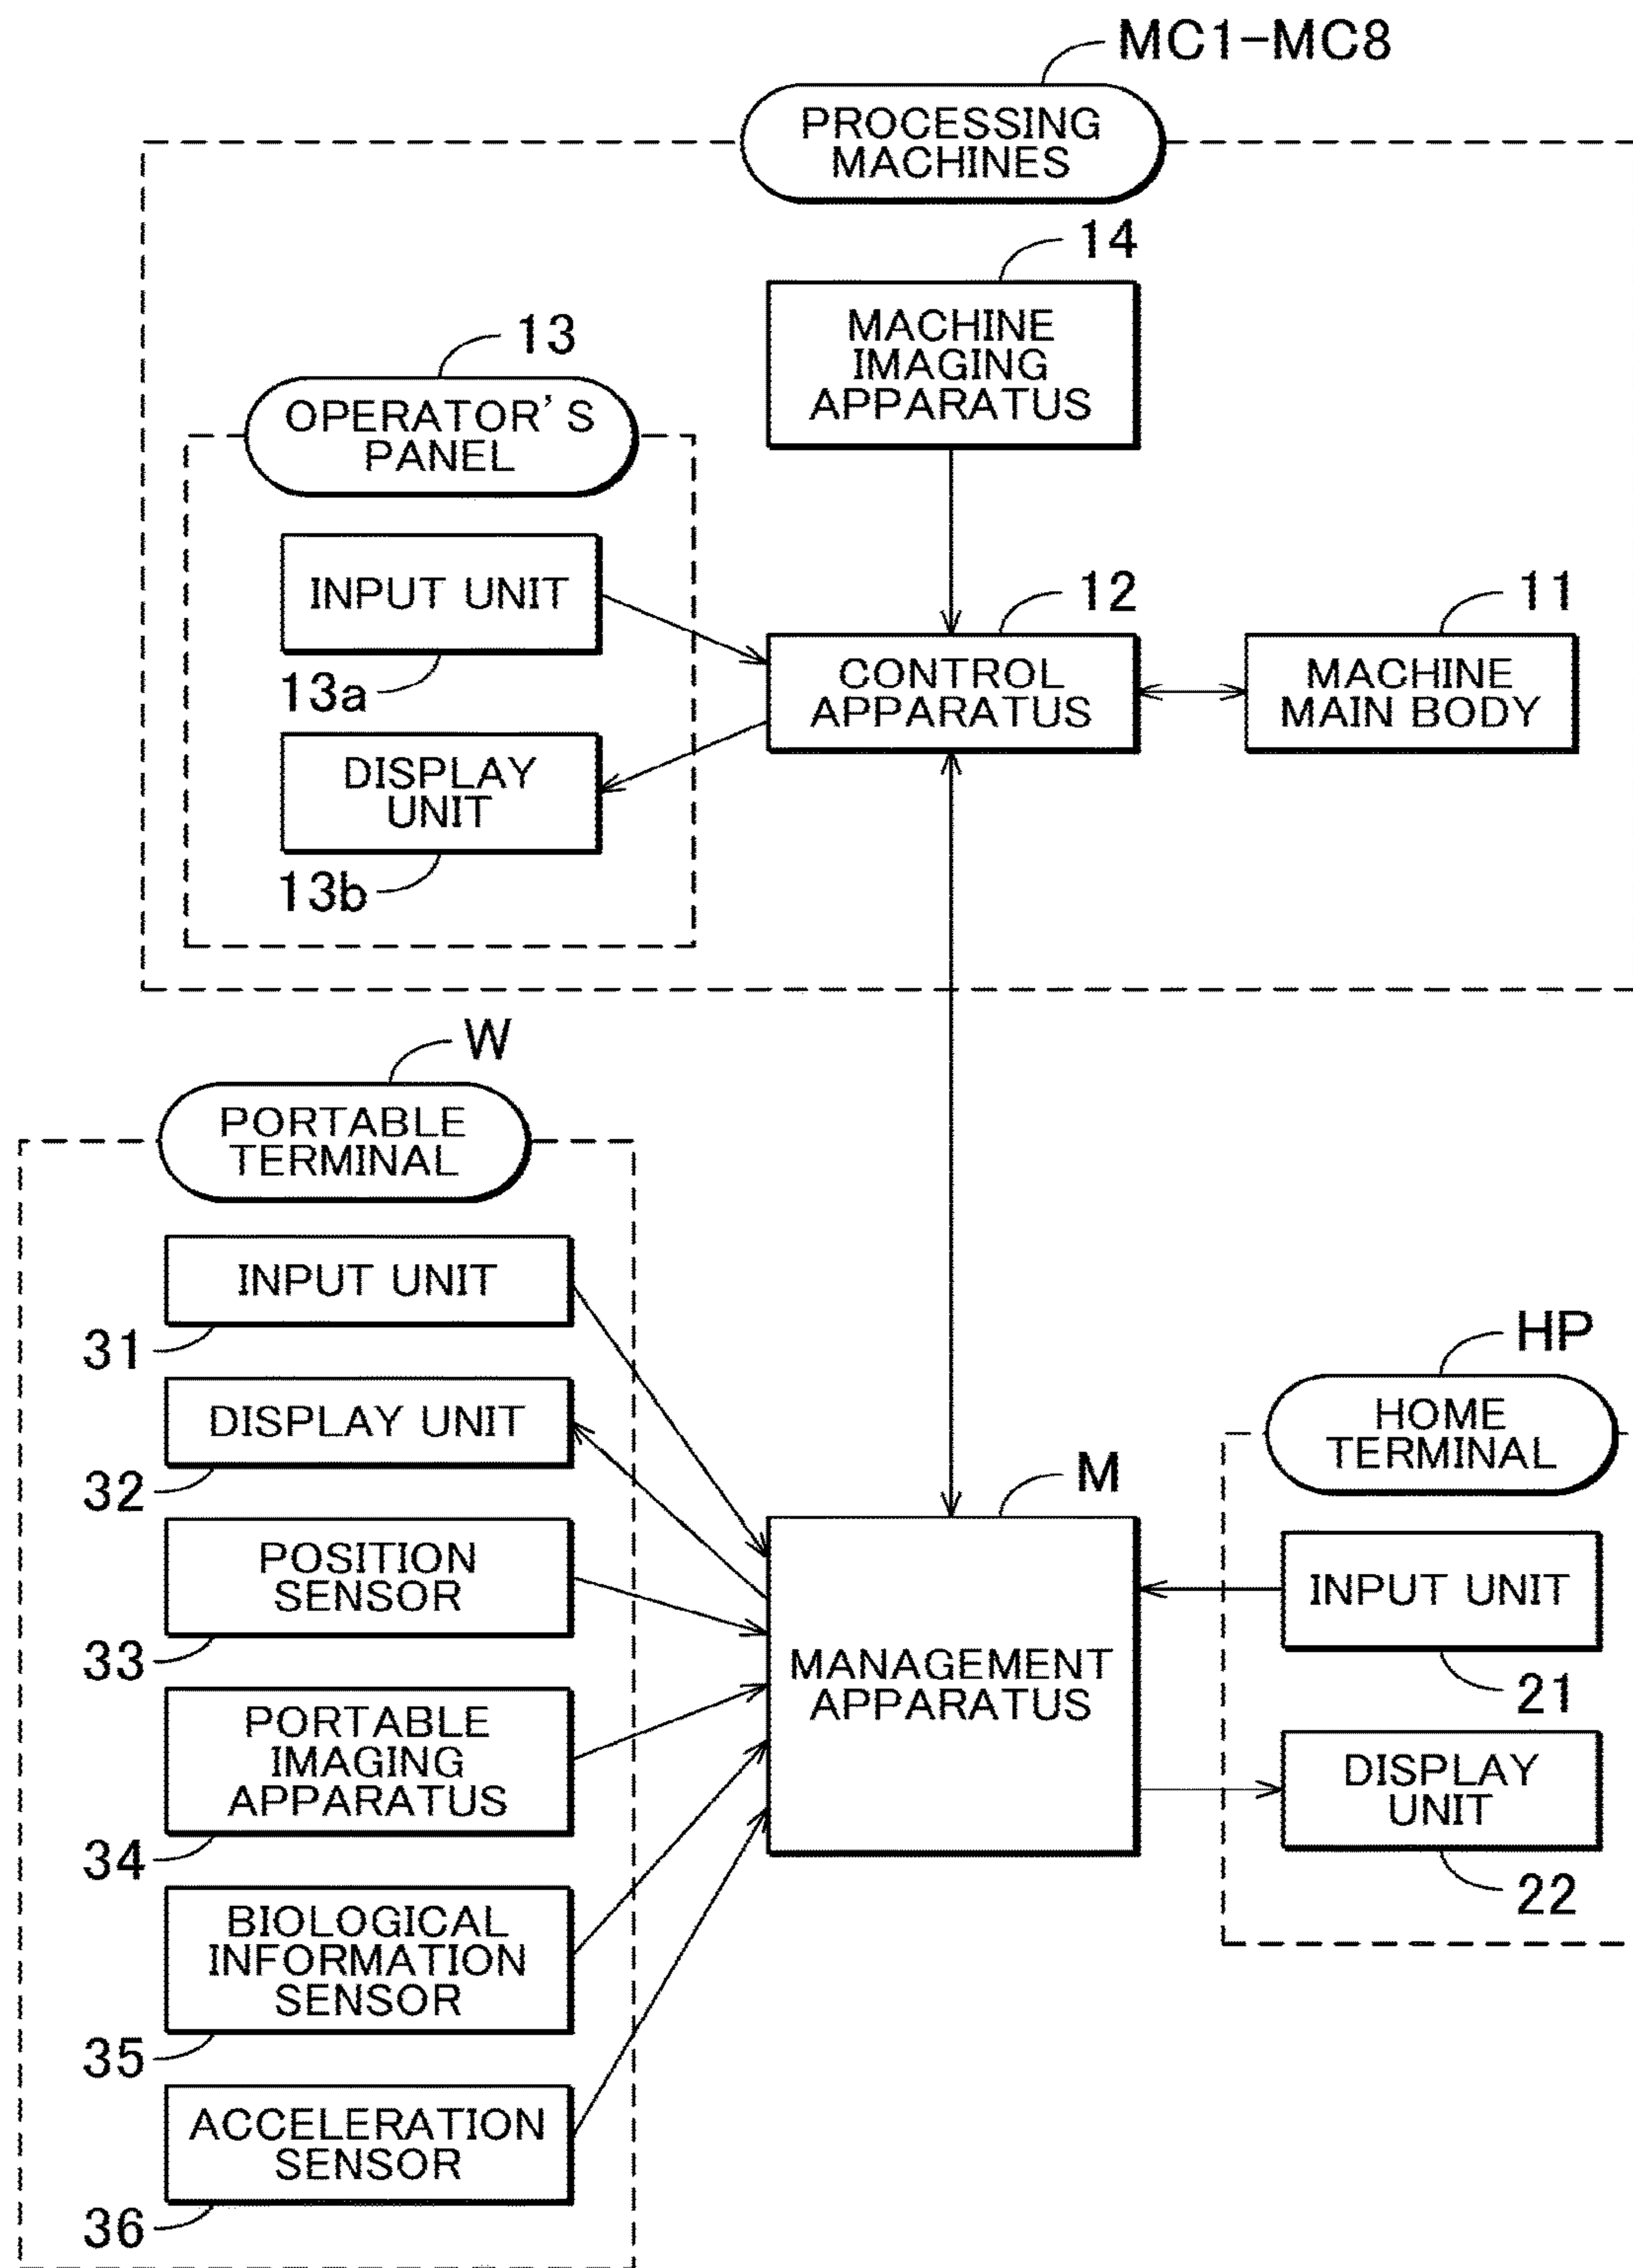 MC1-MC8
PROCESSING
MACHINES
14
MACHINE
IMAGING
APPARATUS
13
OPERATOR'S
PANEL
INPUT UNIT
13a
DISPLAY
UNIT
13b
12
CONTROL
APPARATUS
11
MACHINE
MAIN BODY
W
PORTABLE
TERMINAL
INPUT UNIT
31
DISPLAY UNIT
32
POSITION
SENSOR
33
PORTABLE
IMAGING
APPARATUS
34
BIOLOGICAL
INFORMATION
SENSOR
35
ACCELERATION
SENSOR
36
M
MANAGEMENT
APPARATUS
HP
HOME
TERMINAL
INPUT UNIT
21
DISPLAY
UNIT
22